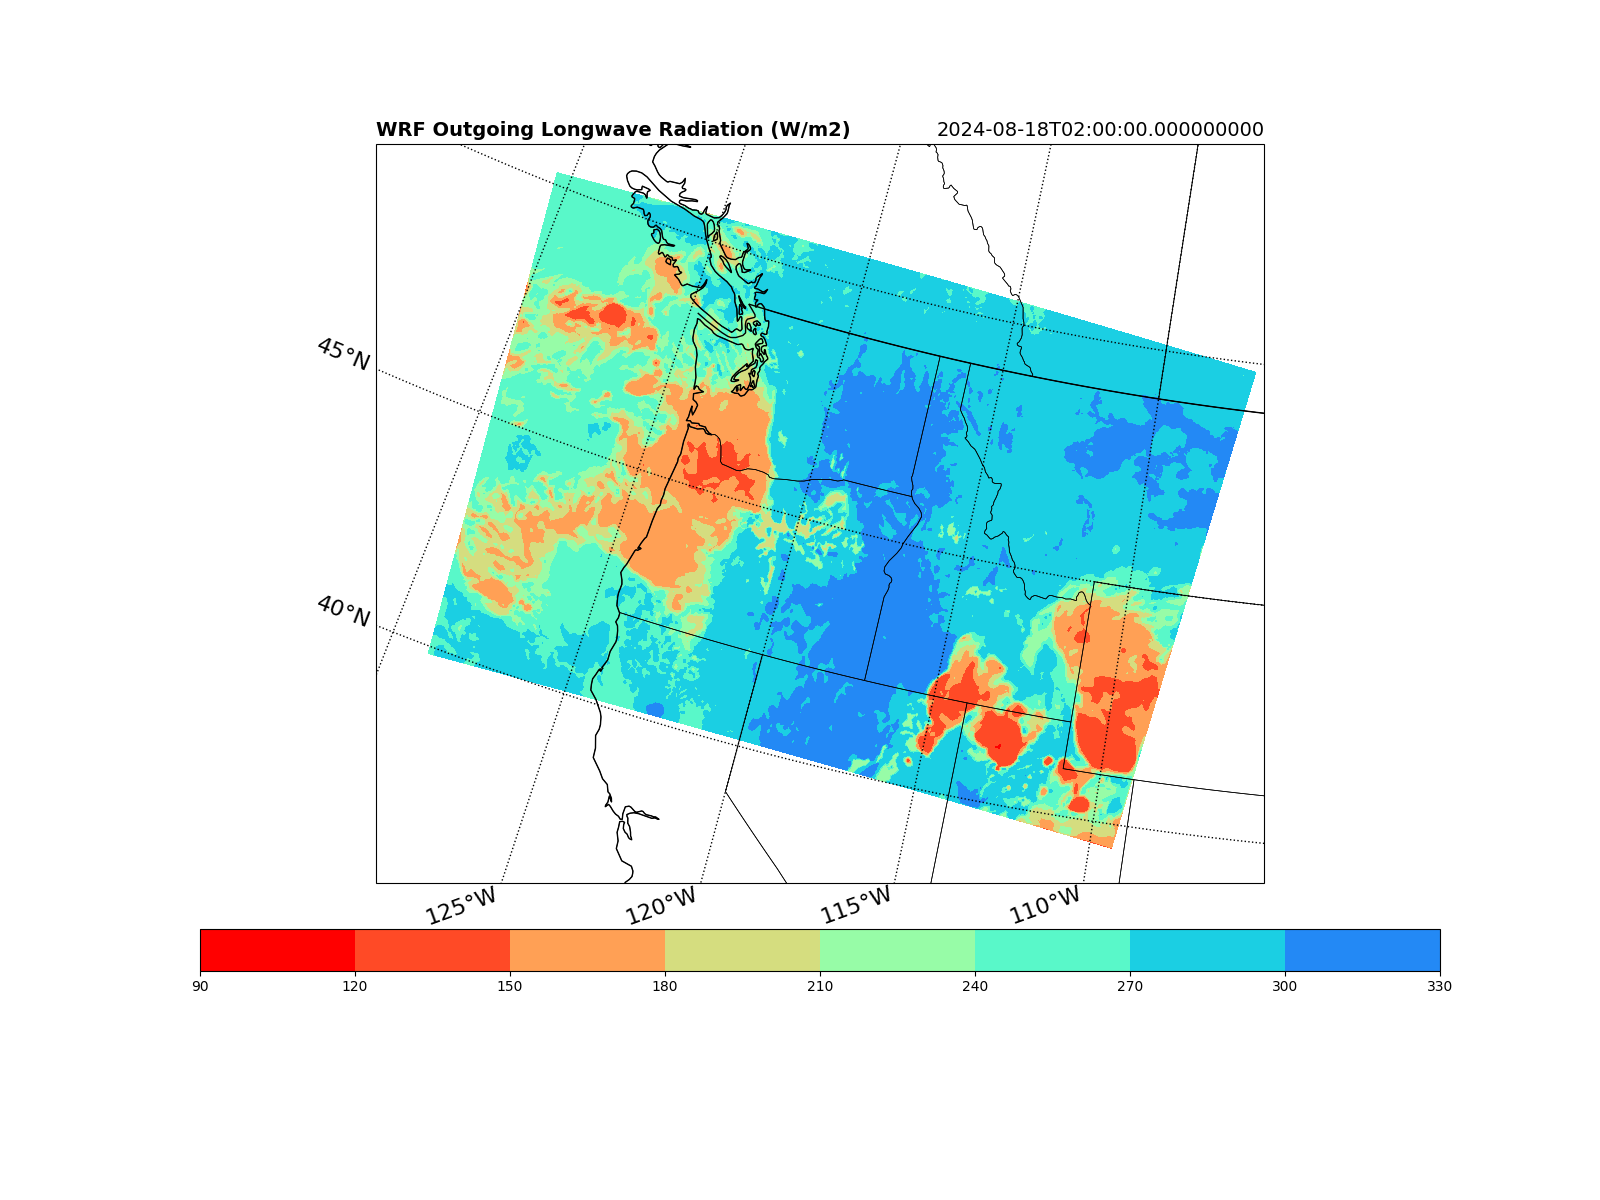 WRF Outgoing Longwave Radiation (W/m2) 2024-08-18T02:00:00.000000000
45°N
40°N
125°W 120°W 115°W 110°W
90 120 150 180 210 240 270 300 330